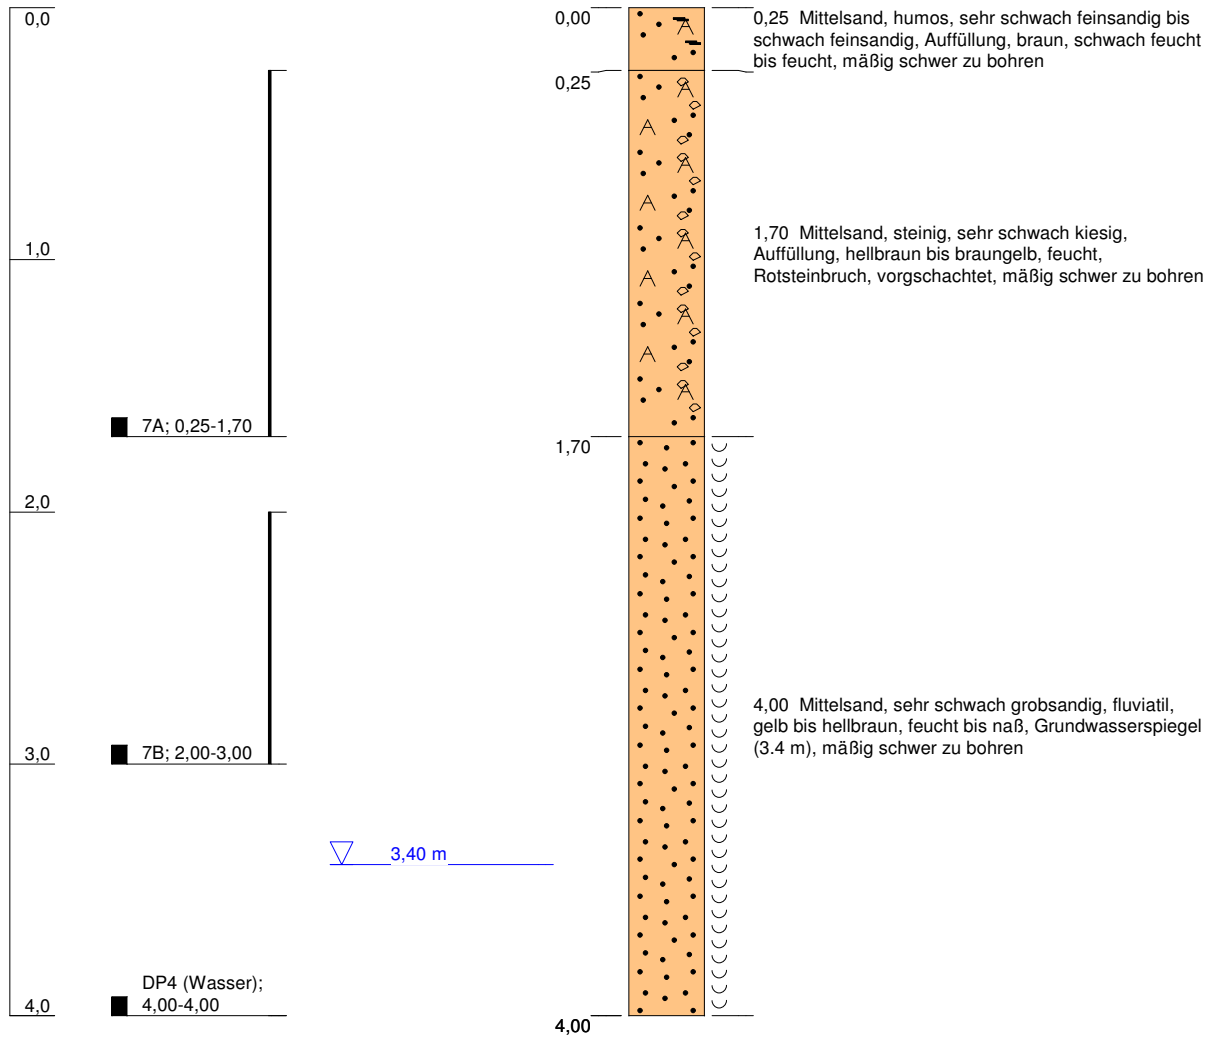 0,0
1,0
2,0
3,0
4,0
7A; 0,25-1,70
7B; 2,00-3,00
DP4 (Wasser);
4,00-4,00
3,40 m
0,00
0,25
1,70
4,00
0,25 Mittelsand, humos, sehr schwach feinsandig bis
schwach feinsandig, Auffüllung, braun, schwach feucht
bis feucht, mäßig schwer zu bohren
1,70 Mittelsand, steinig, sehr schwach kiesig,
Auffüllung, hellbraun bis braungelb, feucht,
Rotsteinbruch, vorgschachtet, mäßig schwer zu bohren
4,00 Mittelsand, sehr schwach grobsandig, fluviatil,
gelb bis hellbraun, feucht bis naß, Grundwasserspiegel
(3.4 m), mäßig schwer zu bohren